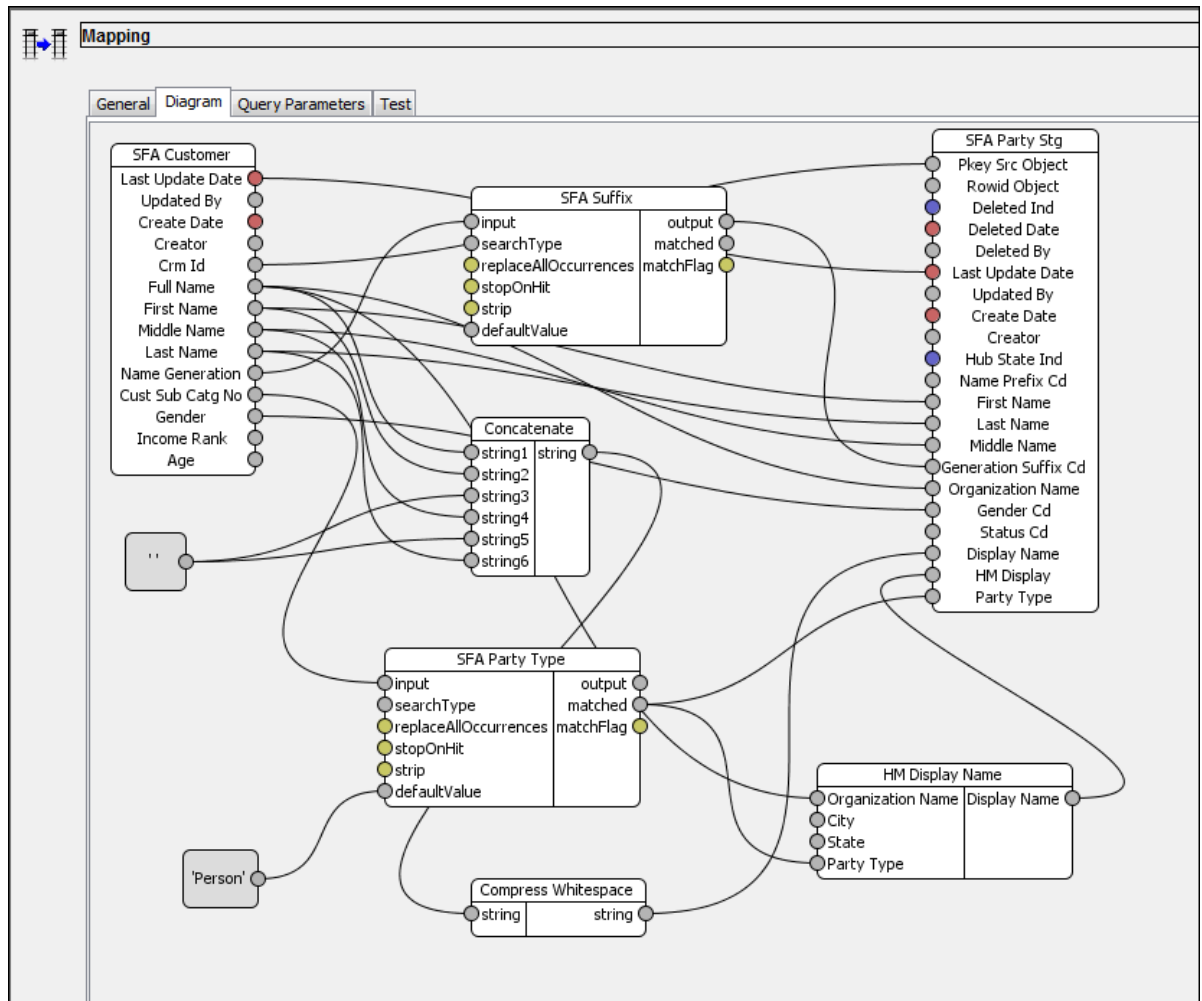 Mapping
General
Diagram
Query Parameters
Test
SFA Customer
Last Update Date
Updated By
Create Date
Creator
Crm Id
Full Name
First Name
Middle Name
Last Name
Name Generation
Cust Sub Catg No
Gender
Income Rank
Age
SFA Suffix
input
output
searchType
matched
replaceAllOccurrences
matchFlag
stopOnHit
strip
defaultValue
SFA Party Stg
Pkey Src Object
Rowid Object
Deleted Ind
Deleted Date
Deleted By
Last Update Date
Updated By
Create Date
Creator
Hub State Ind
Name Prefix Cd
First Name
Last Name
Middle Name
Generation Suffix Cd
Organization Name
Gender Cd
Status Cd
Display Name
HM Display
Party Type
Concatenate
string1
string
string2
string3
string4
string5
string6
' '
SFA Party Type
input
output
searchType
matched
replaceAllOccurrences
matchFlag
stopOnHit
strip
defaultValue
'Person'
HM Display Name
Organization Name
Display Name
City
State
Party Type
Compress Whitespace
string
string